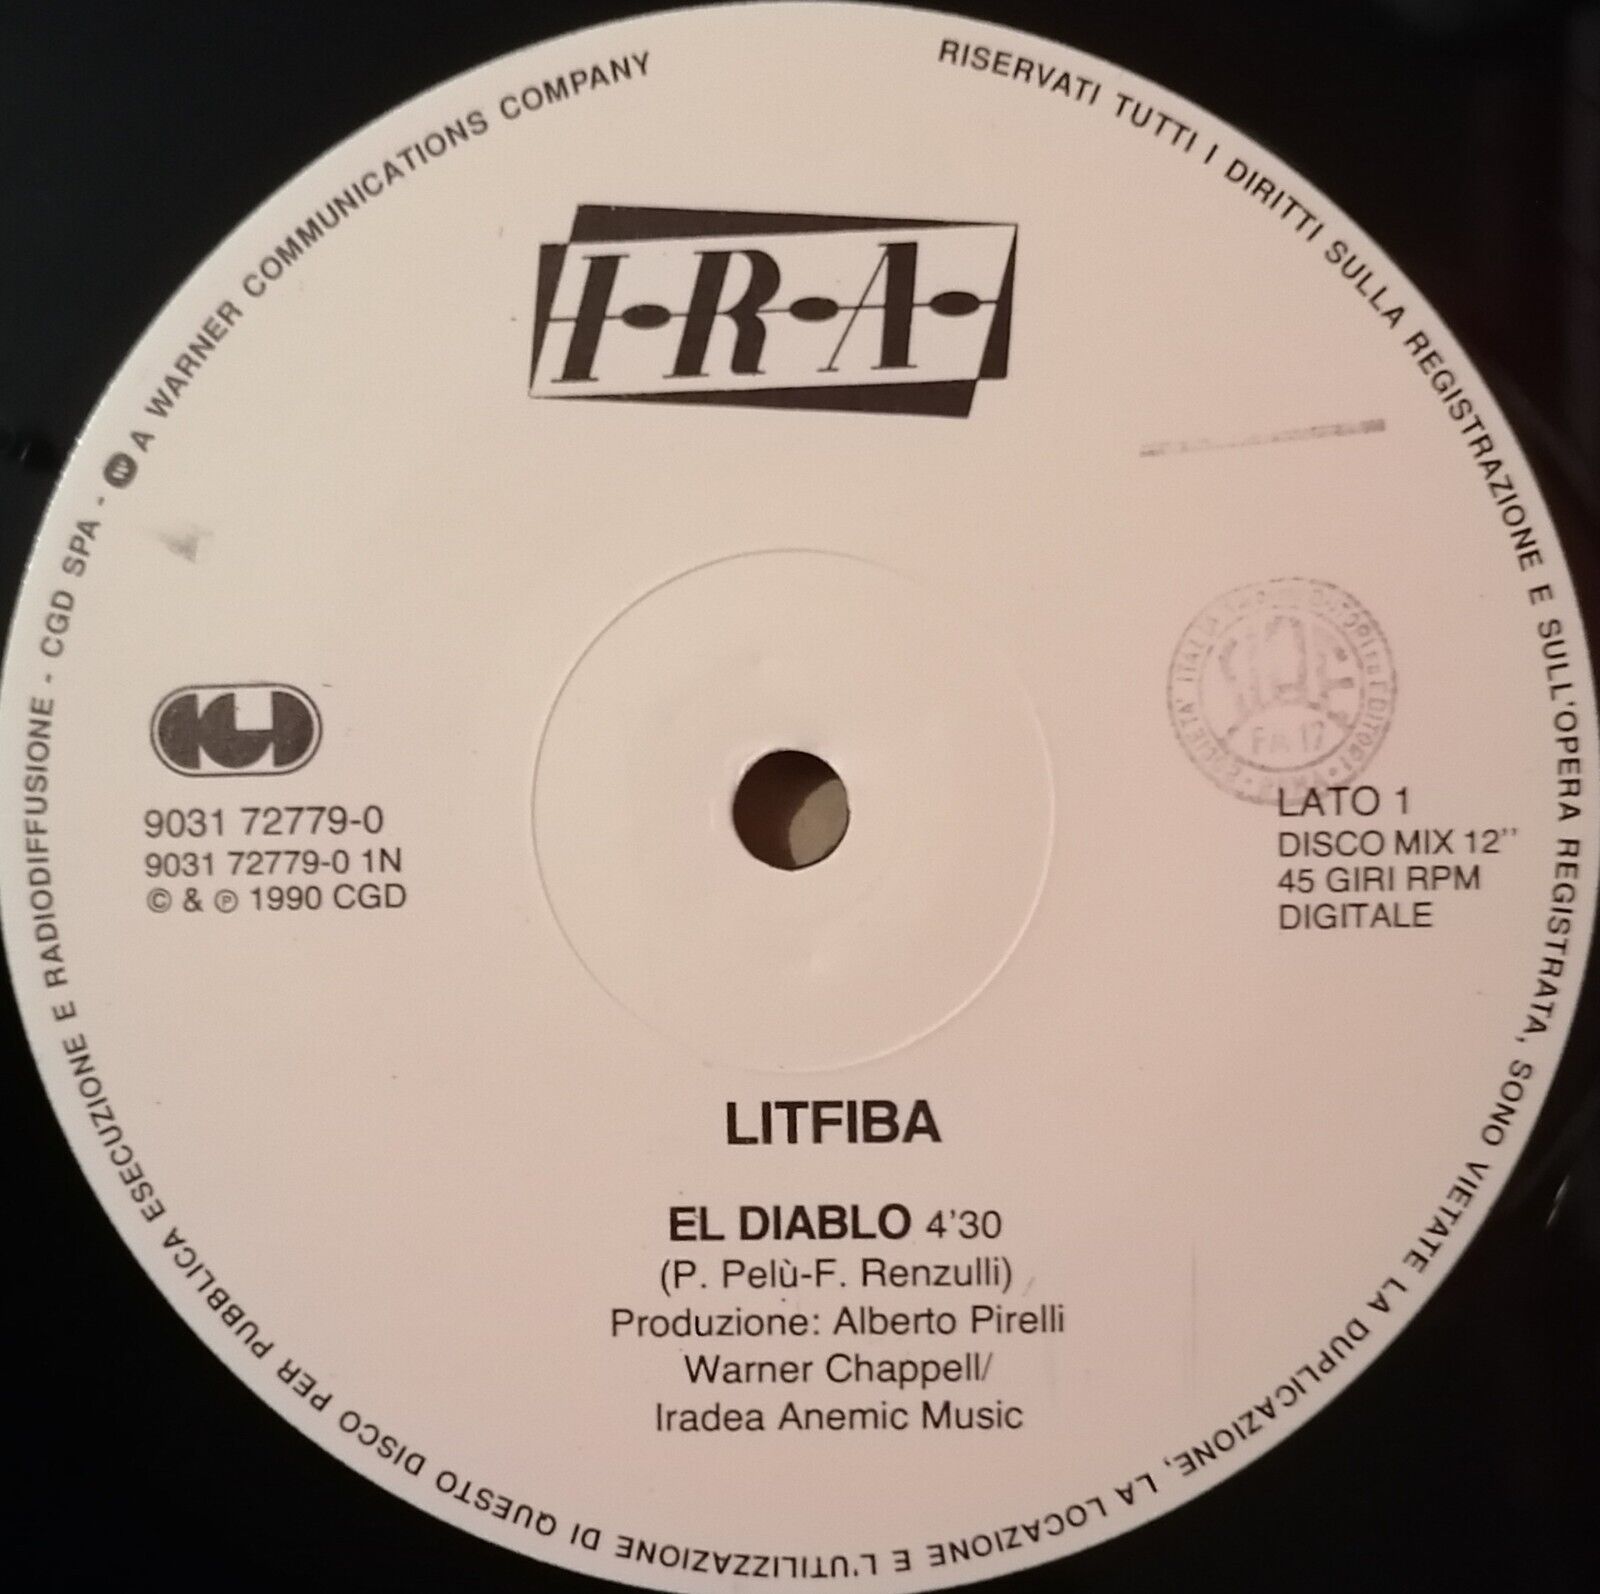 RISERVATI TUTTI I DIRITTI SULLA REGISTRAZIONE E SULL'OPERA REGISTRATA, SONO VIETATE LA DUPLICAZIONE, LA LOCAZIONE E L'UTILIZZAZIONE DI QUESTO DISCO PER PUBBLICA ESECUZIONE E RADIODIFFUSIONE - CGD SPA - A WARNER COMMUNICATIONS COMPANY
I·R·A·
9031 72779-0
9031 72779-0 1N
© & ℗ 1990 CGD
LATO 1
DISCO MIX 12"
45 GIRI RPM
DIGITALE
LITFIBA
EL DIABLO 4'30
(P. Pelù-F. Renzulli)
Produzione: Alberto Pirelli
Warner Chappell/
Iradea Anemic Music